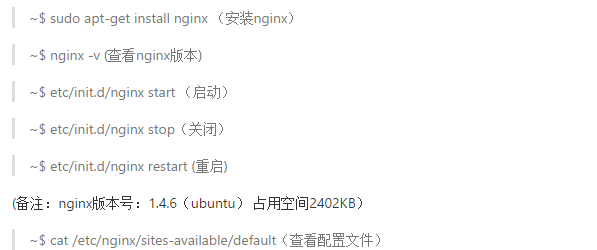 ~$ sudo apt-get install nginx （安装nginx）
~$ nginx -v (查看nginx版本)
~$ etc/init.d/nginx start （启动）
~$ etc/init.d/nginx stop（关闭）
~$ etc/init.d/nginx restart (重启)
(备注：nginx版本号：1.4.6（ubuntu） 占用空间2402KB）
~$ cat /etc/nginx/sites-available/default（查看配置文件）